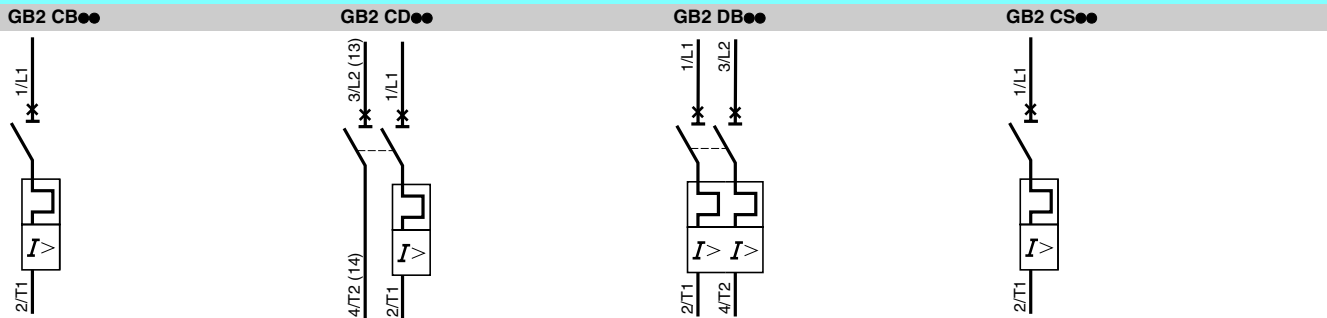 GB2 CB●●
GB2 CD●●
GB2 DB●●
GB2 CS●●
1/L1
3/L2 (13)
1/L1
1/L1
3/L2
1/L1
I>
I>
I> I>
I>
2/T1
4/T2 (14)
2/T1
2/T1
4/T2
2/T1